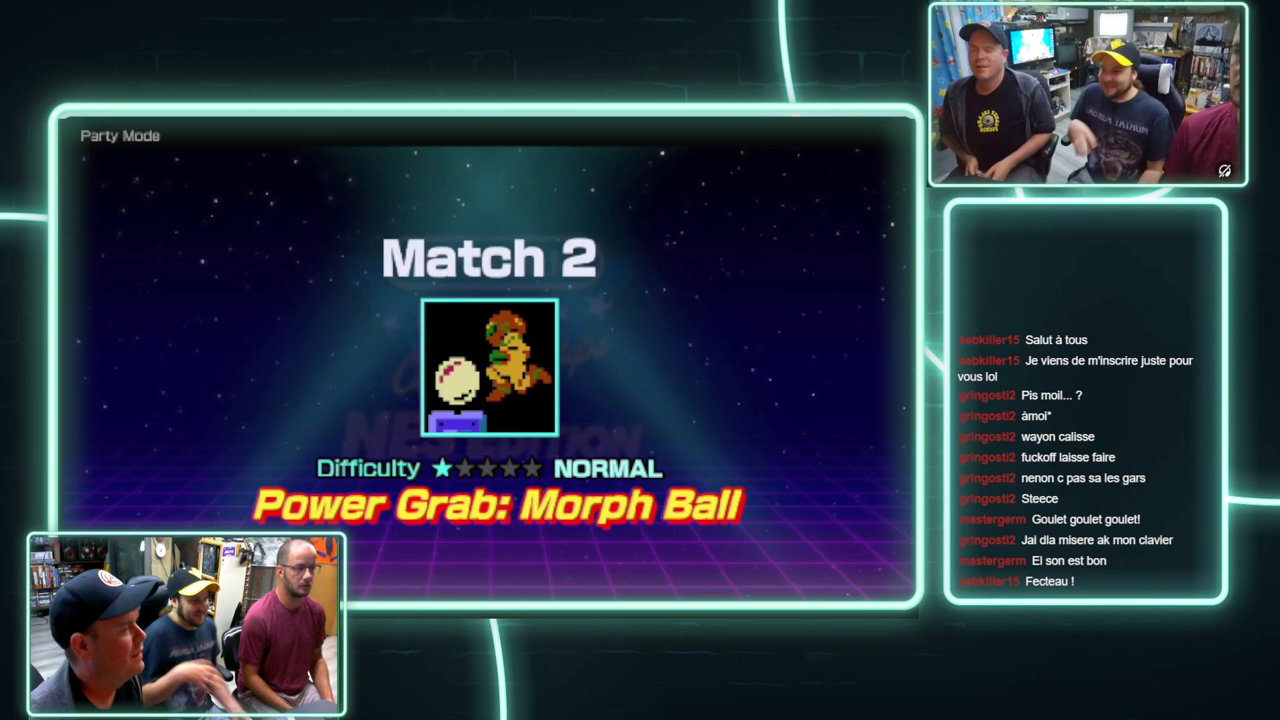 Party Mode
Match 2
Difficulty ★★★★★ NORMAL
Power Grab: Morph Ball
sebkiller15 Salut à tous
sebkiller15 Je viens de m'inscrire juste pour
vous lol
gringosti2 Pis moil... ?
gringosti2 àmoi*
gringosti2 wayon calisse
gringosti2 fuckoff laisse faire
gringosti2 nenon c pas sa les gars
gringosti2 Steece
mastergerm Goulet goulet goulet!
gringosti2 Jai dla misere ak mon clavier
mastergerm El son est bon
sebkiller15 Fecteau !